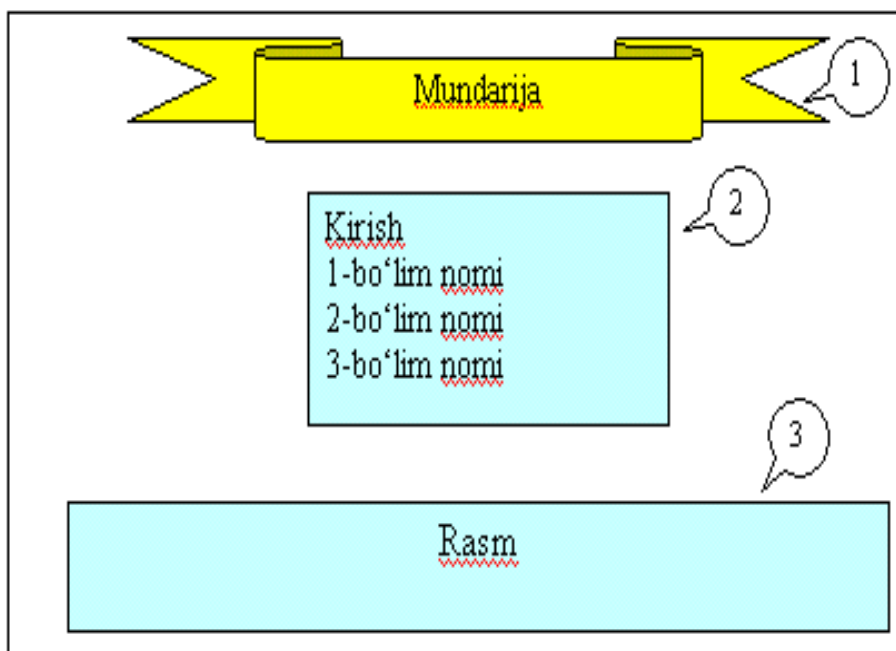 Mundarija
1
2
Kirish
1-bo‘lim nomi
2-bo‘lim nomi
3-bo‘lim nomi
3
Rasm